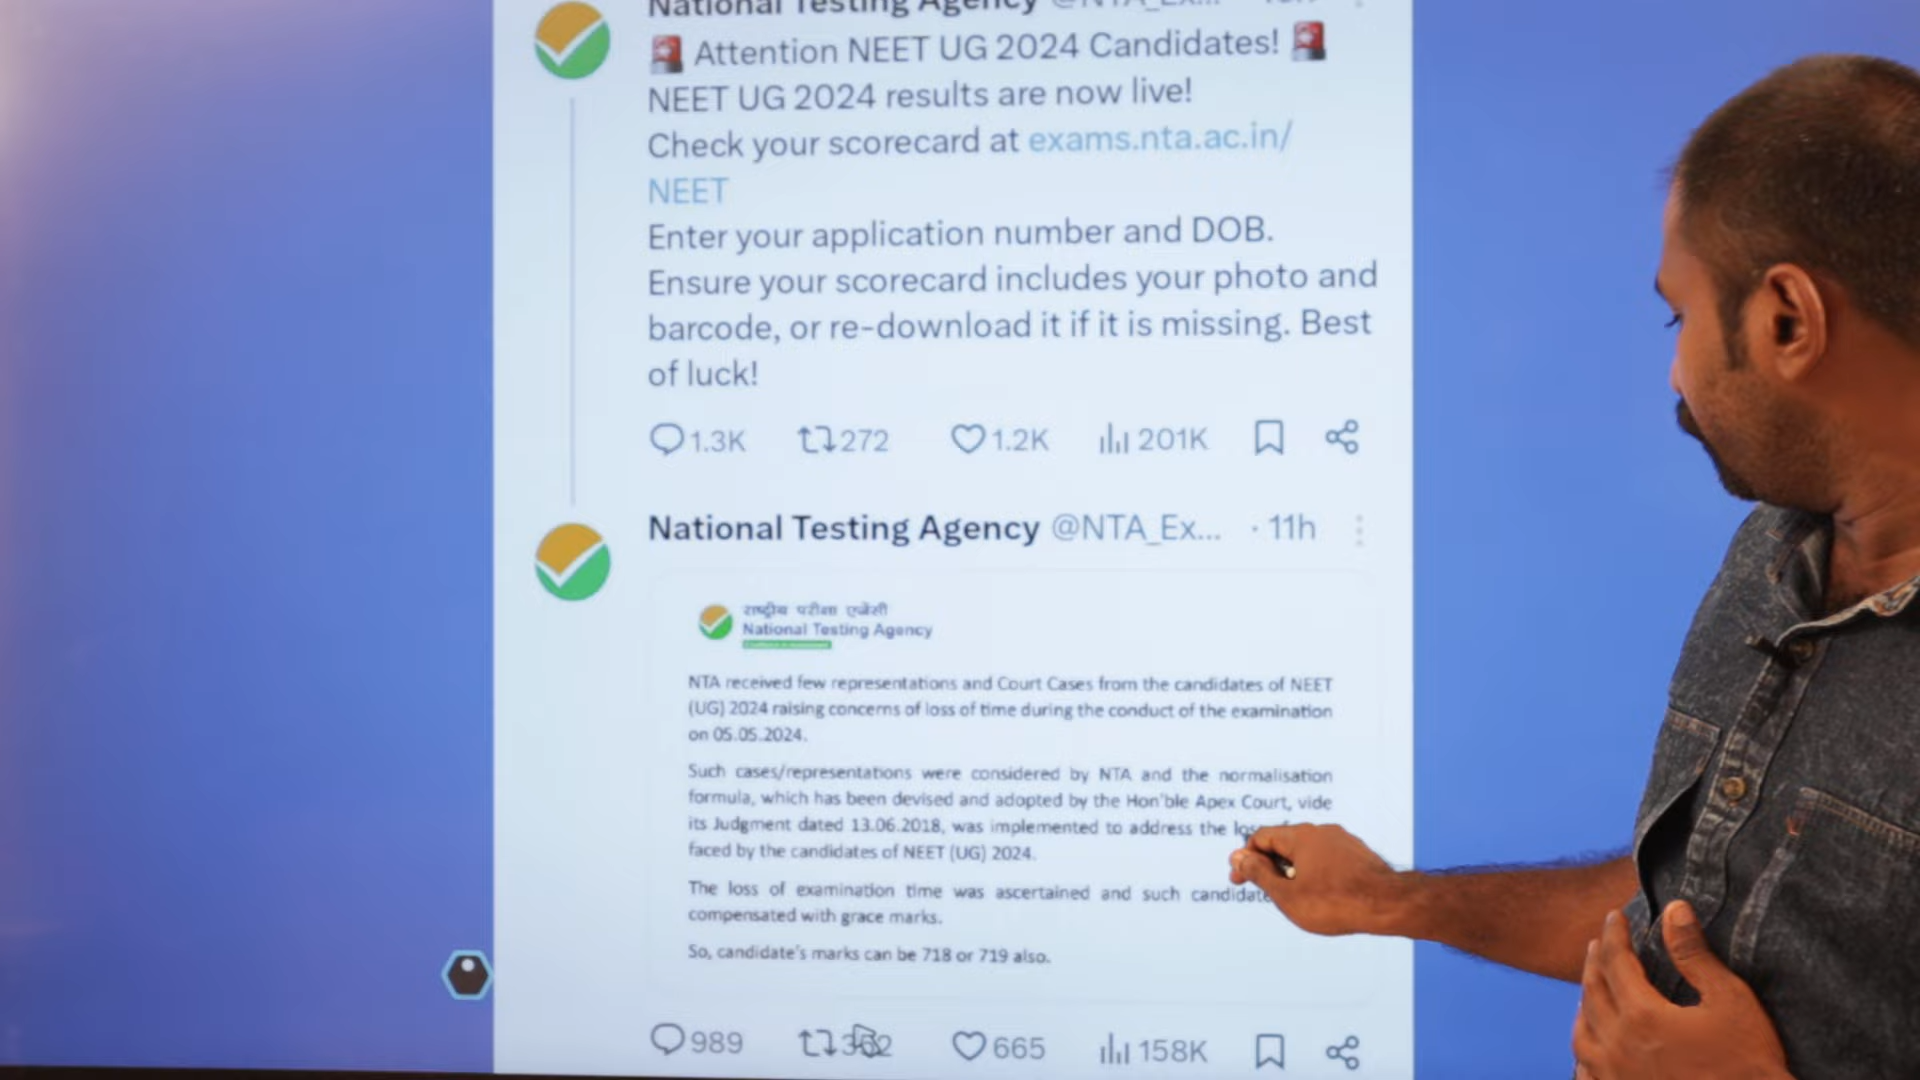 National Testing Agency @NTA_Ex...
Attention NEET UG 2024 Candidates!
NEET UG 2024 results are now live!
Check your scorecard at exams.nta.ac.in/
NEET
Enter your application number and DOB.
Ensure your scorecard includes your photo and
barcode, or re-download it if it is missing. Best
of luck!
1.3K 272 1.2K 201K
National Testing Agency @NTA_Ex... · 11h
राष्ट्रीय परीक्षा एजेंसी
National Testing Agency
NTA received few representations and Court Cases from the candidates of NEET
(UG) 2024 raising concerns of loss of time during the conduct of the examination
on 05.05.2024.
Such cases/representations were considered by NTA and the normalisation
formula, which has been devised and adopted by the Hon'ble Apex Court, vide
its Judgment dated 13.06.2018, was implemented to address the
faced by the candidates of NEET (UG) 2024.
The loss of examination time was ascertained and such
compensated with grace marks.
So, candidate's marks can be 718 or 719 also.
989 665 158K